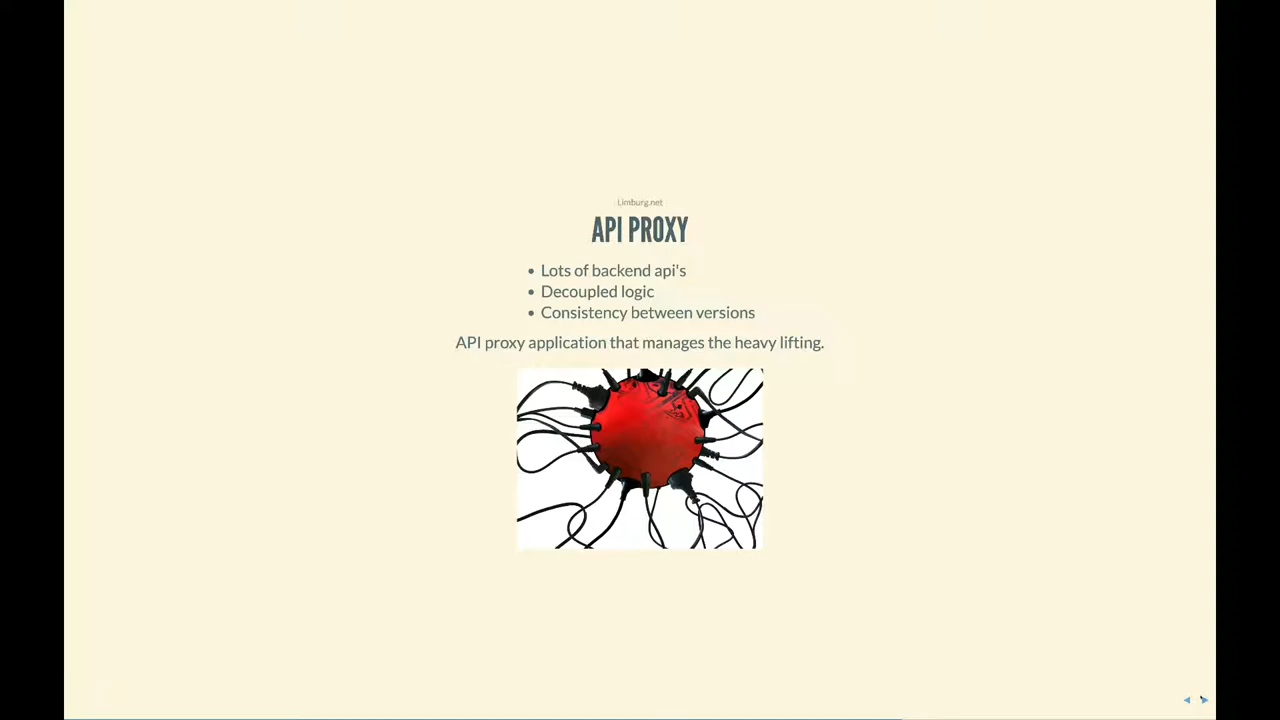 Limburg.net
API PROXY
• Lots of backend api's
• Decoupled logic
• Consistency between versions
API proxy application that manages the heavy lifting.